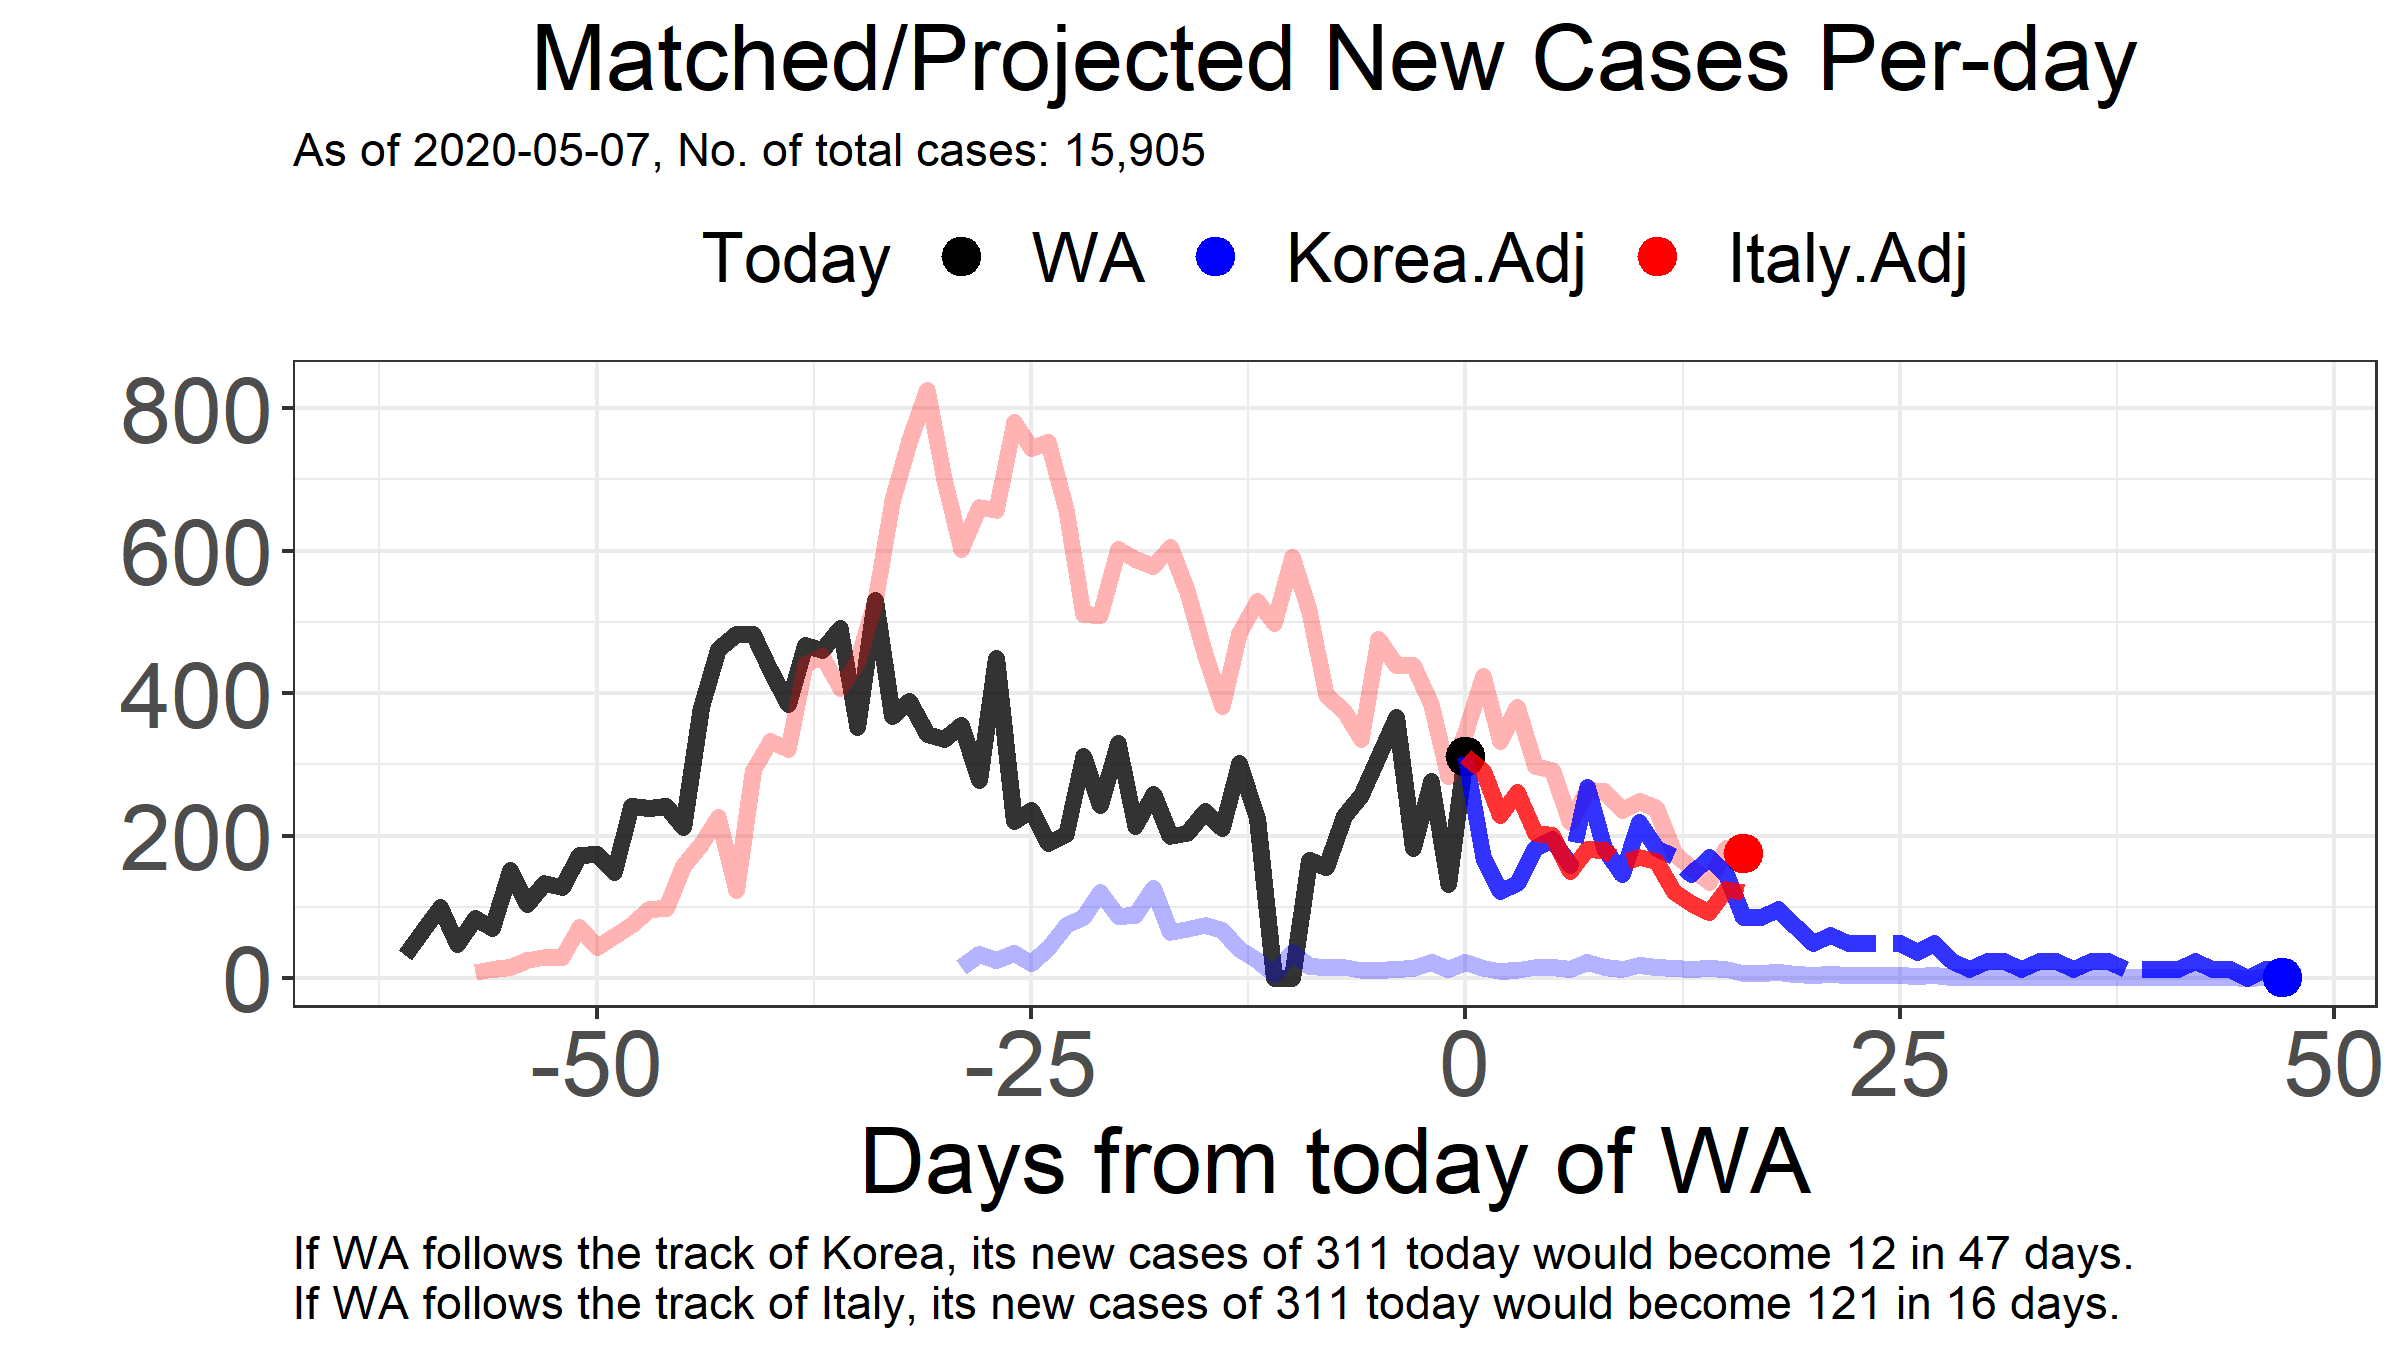 Matched/Projected New Cases Per-day
As of 2020-05-07, No. of total cases: 15,905
Today WA Korea.Adj Italy.Adj
800
600
400
200
0
-50 -25 0 25 50
Days from today of WA
If WA follows the track of Korea, its new cases of 311 today would become 12 in 47 days.
If WA follows the track of Italy, its new cases of 311 today would become 121 in 16 days.